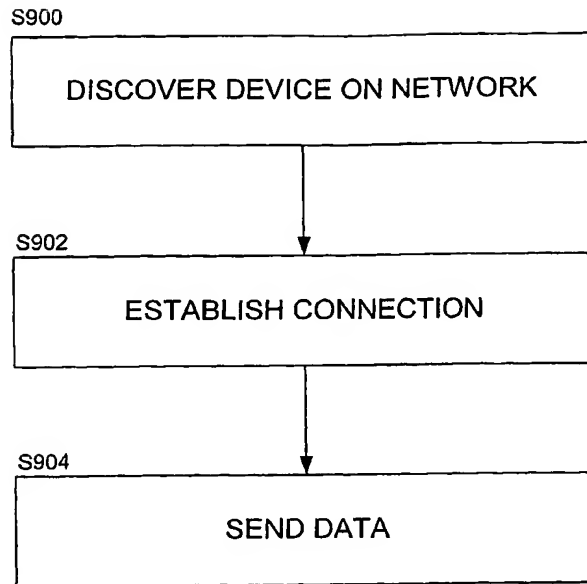 S900
DISCOVER DEVICE ON NETWORK
S902
ESTABLISH CONNECTION
S904
SEND DATA